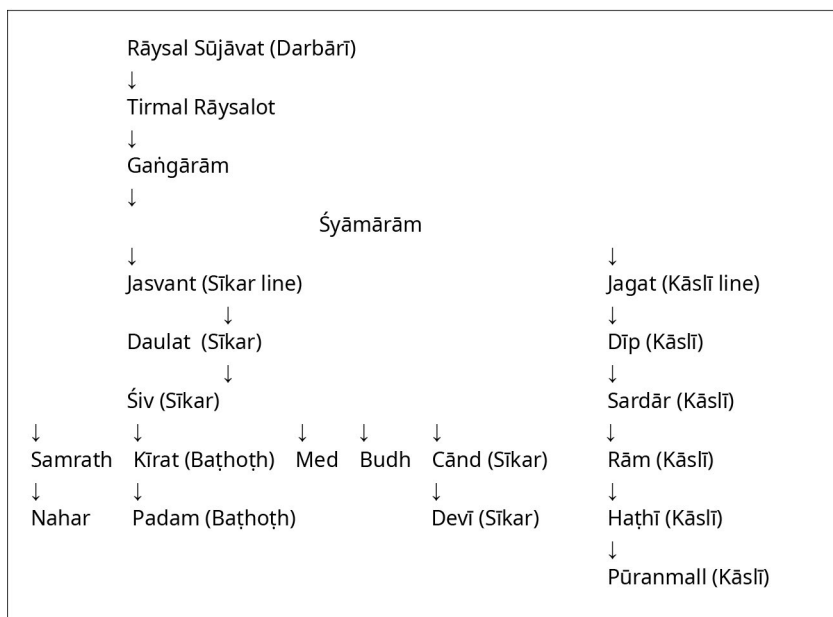 Rāysal Sūjāvat (Darbārī)
↓
Tirmal Rāysalot
↓
Gaṅgārām
↓
Śyāmārām
↓ ↓
Jasvant (Sīkar line) Jagat (Kāslī line)
↓ ↓
Daulat (Sīkar) Dīp (Kāslī)
↓ ↓
Śiv (Sīkar) Sardār (Kāslī)
↓ ↓ ↓ ↓ ↓ ↓
Samrath Kīrat (Baṭhoṭh) Med Budh Cānd (Sīkar) Rām (Kāslī)
↓ ↓ ↓ ↓
Nahar Padam (Baṭhoṭh) Devī (Sīkar) Haṭhī (Kāslī)
↓
Pūranmall (Kāslī)